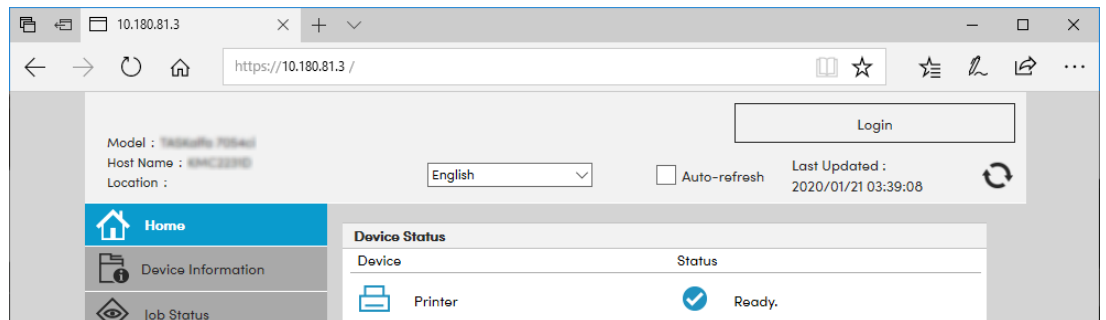 10.180.81.3
https://10.180.81.3 /
Login
Model :
Host Name :
Location :
English
Auto-refresh
Last Updated :
2020/01/21 03:39:08
Home
Device Information
Job Status
Device Status
Device Status
Printer Ready.